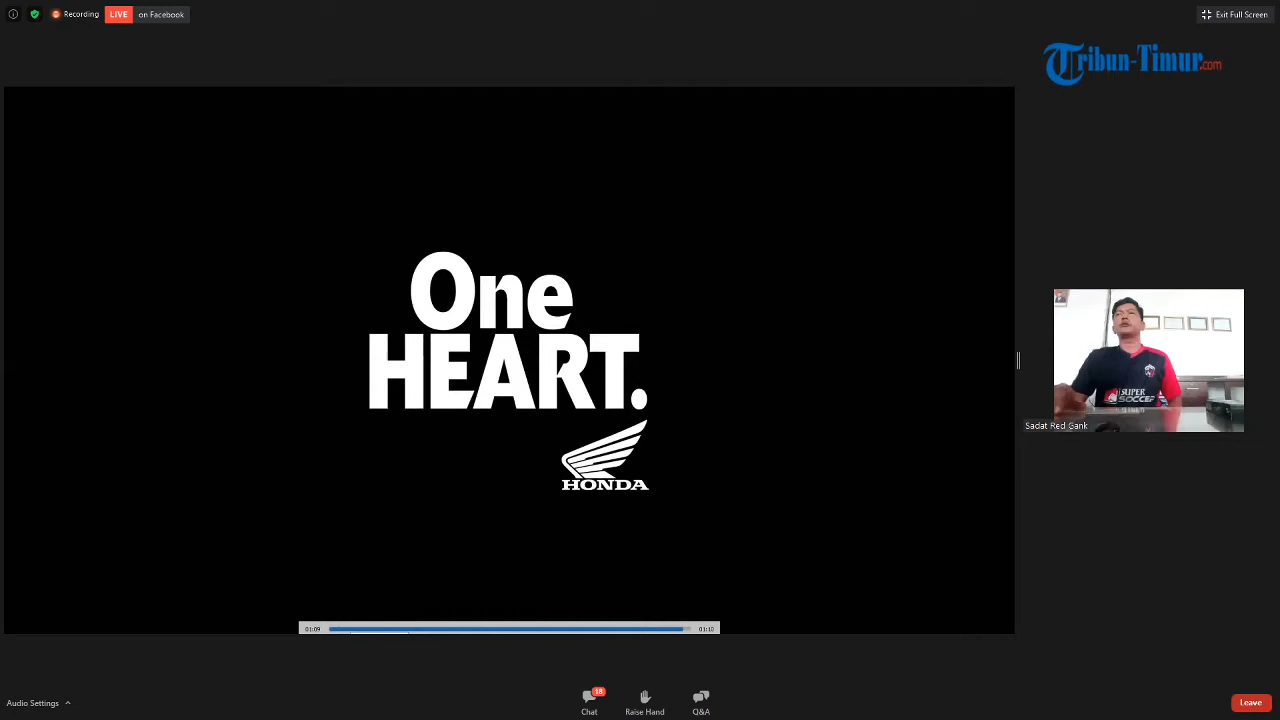 Recording
LIVE
on Facebook
Exit Full Screen
Tribun-Timur.com
One
HEART.
HONDA
SUPER
SOCCER
Sadat Red Gank
01:09
01:10
Audio Settings
18
Chat
Raise Hand
Q&A
Leave